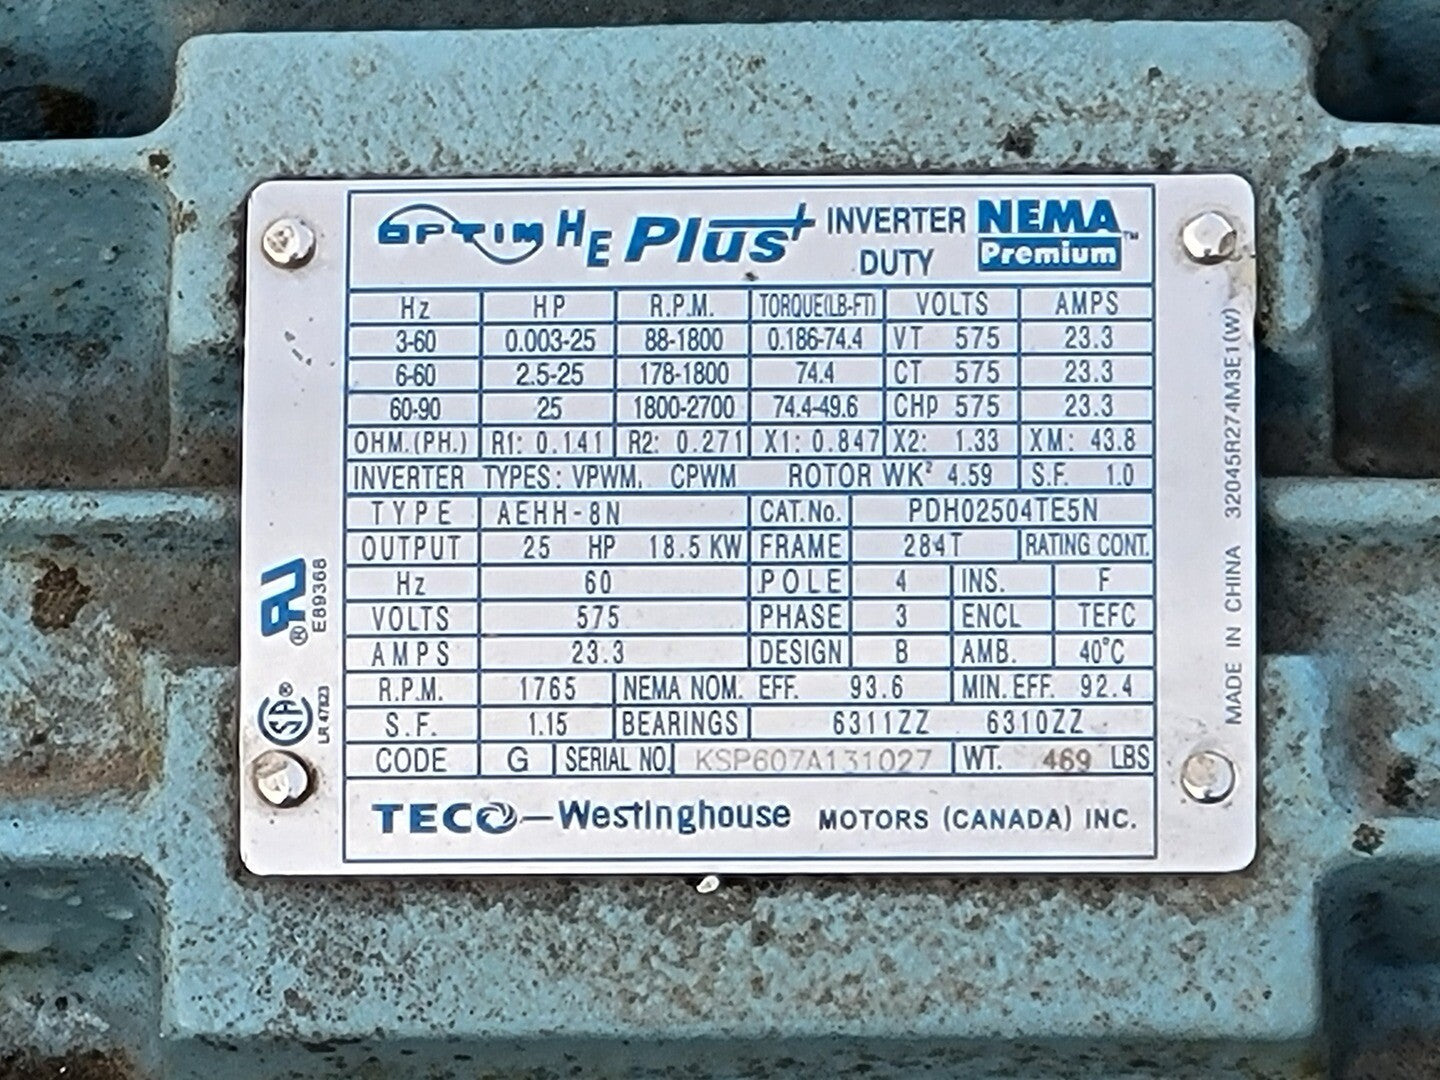 OPTIM HE Plus+ INVERTER DUTY NEMA Premium™
Hz HP R.P.M. TORQUE(LB-FT) VOLTS AMPS
3-60 0.003-25 88-1800 0.186-74.4 VT 575 23.3
6-60 2.5-25 178-1800 74.4 CT 575 23.3
60-90 25 1800-2700 74.4-49.6 CHp 575 23.3
OHM.(PH.) R1: 0.141 R2: 0.271 X1: 0.847 X2: 1.33 XM: 43.8
INVERTER TYPES: VPWM, CPWM ROTOR WK² 4.59 S.F. 1.0
TYPE AEHH-8N CAT.No. PDH02504TE5N
OUTPUT 25 HP 18.5 KW FRAME 284T RATING CONT.
Hz 60 POLE 4 INS. F
VOLTS 575 PHASE 3 ENCL TEFC
AMPS 23.3 DESIGN B AMB. 40°C
R.P.M. 1765 NEMA NOM. EFF. 93.6 MIN. EFF. 92.4
S.F. 1.15 BEARINGS 6311ZZ 6310ZZ
CODE G SERIAL NO. KSP607A131027 WT. 469 LBS
TECO-Westinghouse MOTORS (CANADA) INC.
RU® E89368
SP® LR 47823
MADE IN CHINA 32045R274M3E1(W)